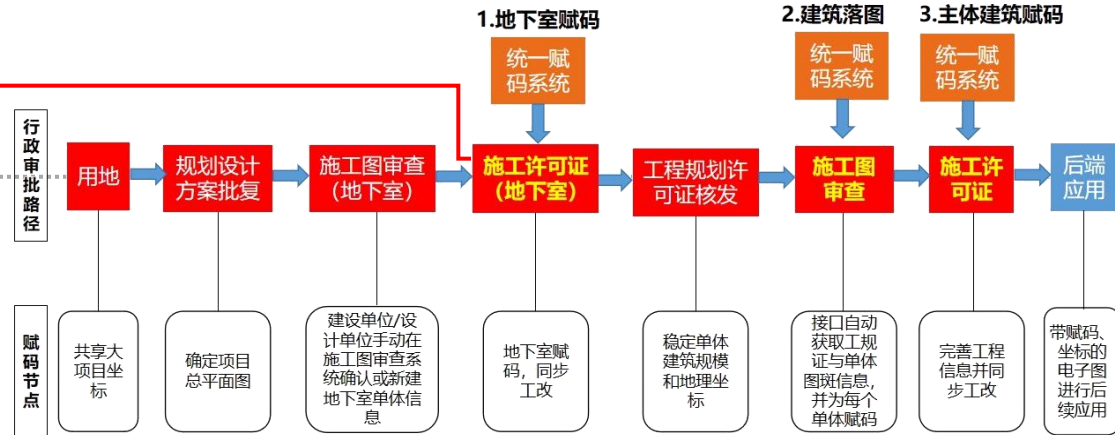 1.地下室赋码
2.建筑落图
3.主体建筑赋码
统一赋
码系统
统一赋
码系统
统一赋
码系统
行政审批路径
用地
规划设计
方案批复
施工图审查
（地下室）
施工许可证
（地下室）
工程规划许
可证核发
施工图
审查
施工许
可证
后端
应用
赋码节点
共享大
项目坐
标
确定项目
总平面图
建设单位/设
计单位手动在
施工图审查系
统确认或新建
地下室单体信
息
地下室赋
码，同步
工改
稳定单体
建筑规模
和地理坐
标
接口自动
获取工规
证与单体
图斑信息，
并为每个
单体赋码
完善工程
信息并同
步工改
带赋码、
坐标的
电子图
进行后
续应用